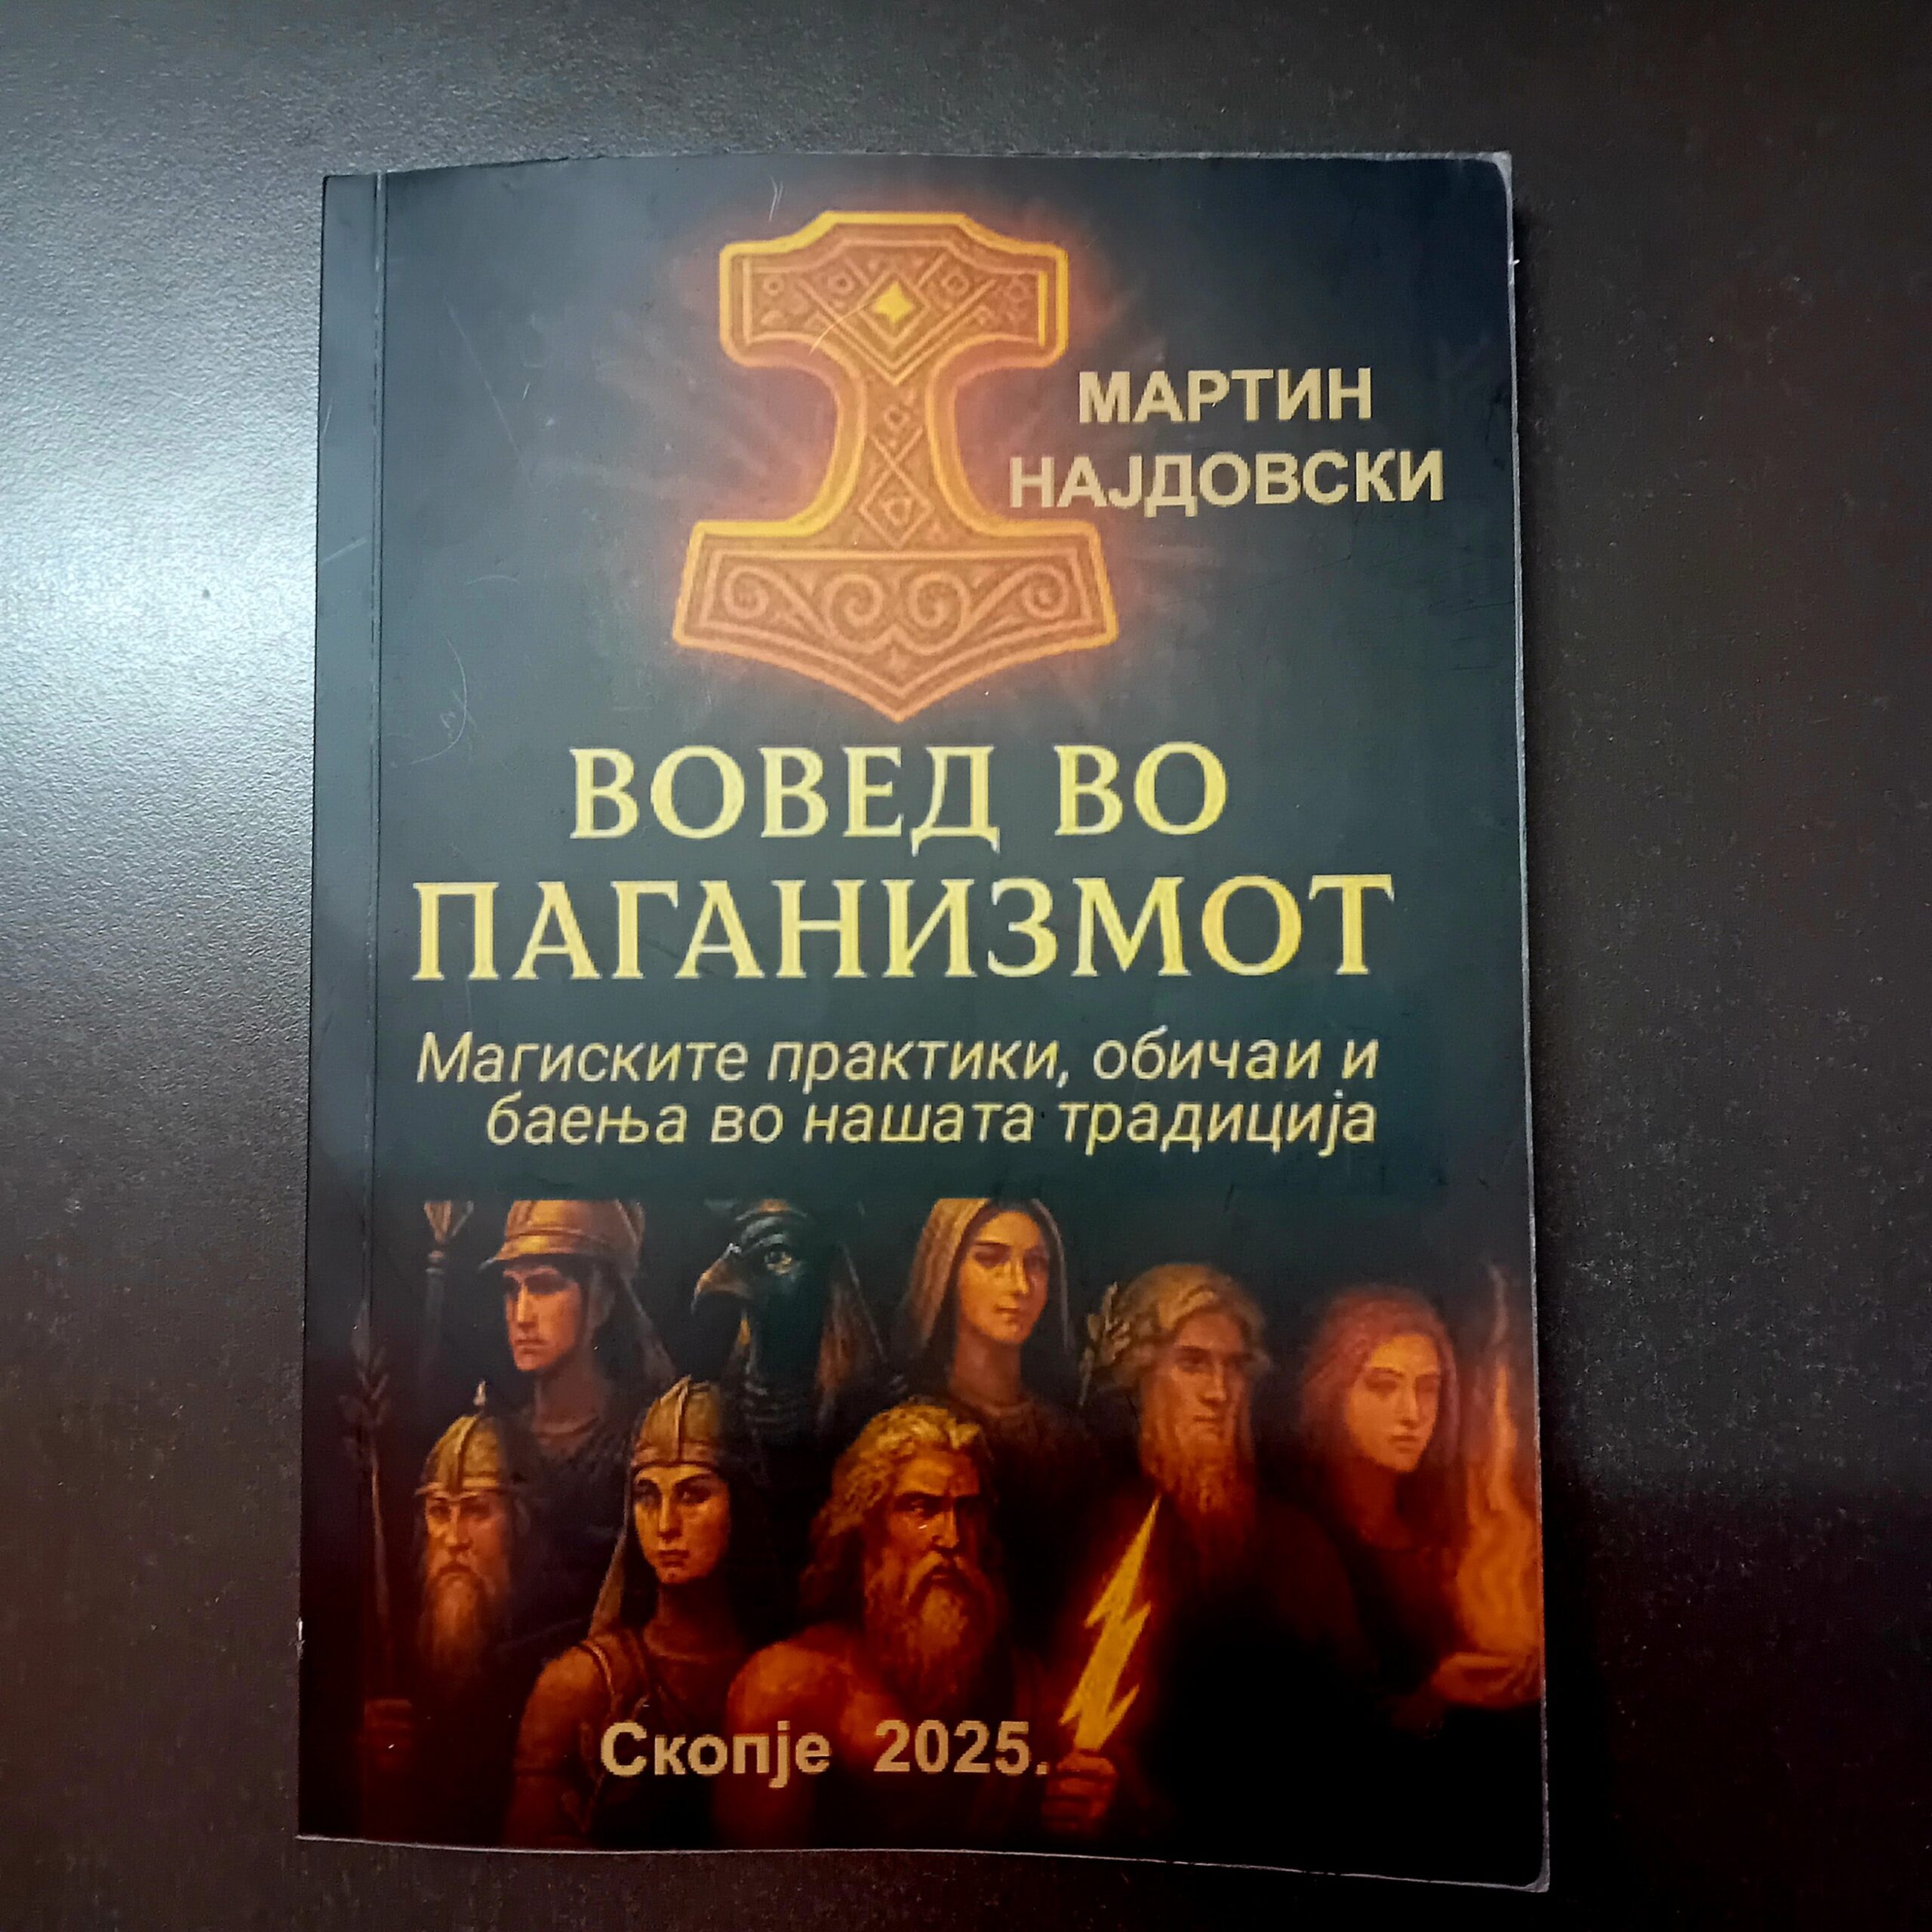 МАРТИН
НАЈДОВСКИ
ВОВЕД ВО
ПАГАНИЗМОТ
Магиските практики, обичаи и
баења во нашата традиција
Скопје 2025.